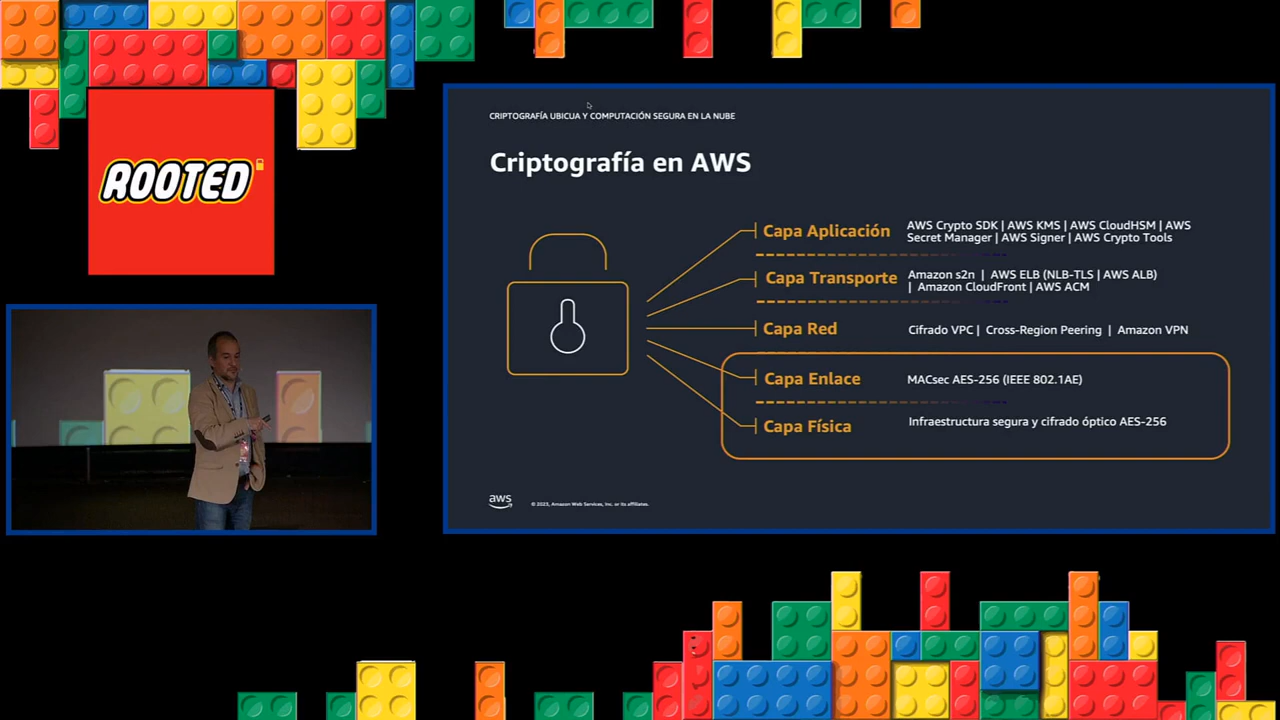 ROOTED
CRIPTOGRAFÍA UBICUA Y COMPUTACIÓN SEGURA EN LA NUBE
Criptografía en AWS
Capa Aplicación
AWS Crypto SDK | AWS KMS | AWS CloudHSM | AWS
Secret Manager | AWS Signer | AWS Crypto Tools
Capa Transporte
Amazon s2n | AWS ELB (NLB-TLS | AWS ALB)
| Amazon CloudFront | AWS ACM
Capa Red
Cifrado VPC | Cross-Region Peering | Amazon VPN
Capa Enlace
MACsec AES-256 (IEEE 802.1AE)
Capa Física
Infraestructura segura y cifrado óptico AES-256
aws
© 2023, Amazon Web Services, Inc. or its affiliates.